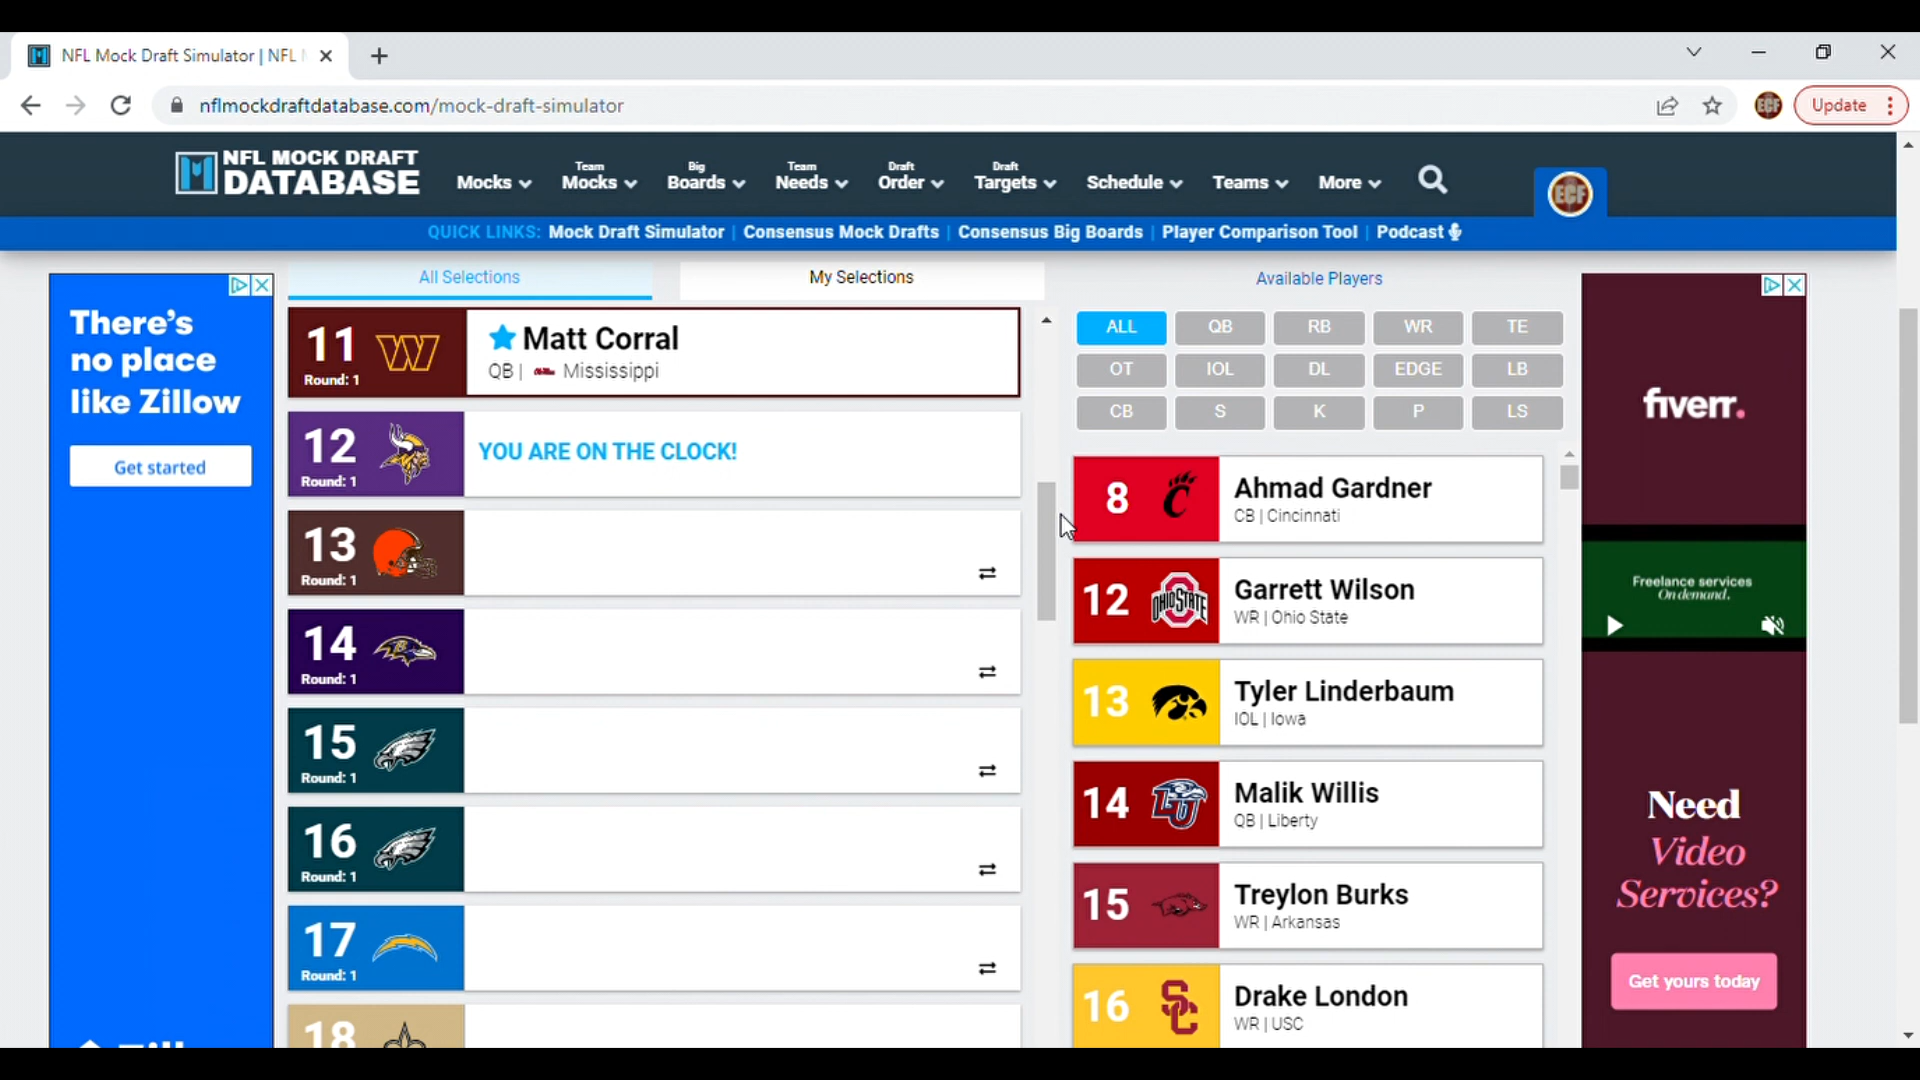 NFL Mock Draft Simulator | NFL
nflmockdraftdatabase.com/mock-draft-simulator
ECF
Update
NFL MOCK DRAFT
DATABASE
Mocks
Team
Mocks
Big
Boards
Team
Needs
Draft
Order
Draft
Targets
Schedule
Teams
More
ECF
QUICK LINKS: Mock Draft Simulator | Consensus Mock Drafts | Consensus Big Boards | Player Comparison Tool | Podcast
There's
no place
like Zillow
Get started
All Selections
My Selections
11
Round: 1
Matt Corral
QB | Mississippi
12
Round: 1
YOU ARE ON THE CLOCK!
13
Round: 1
14
Round: 1
15
Round: 1
16
Round: 1
17
Round: 1
18
Available Players
ALL QB RB WR TE
OT IOL DL EDGE LB
CB S K P LS
8
C
Ahmad Gardner
CB | Cincinnati
12
OHIO STATE
Garrett Wilson
WR | Ohio State
13
Tyler Linderbaum
IOL | Iowa
14
LU
Malik Willis
QB | Liberty
15
Treylon Burks
WR | Arkansas
16
SC
Drake London
WR | USC
fiverr.
Freelance services
On demand.
Need
Video
Services?
Get yours today